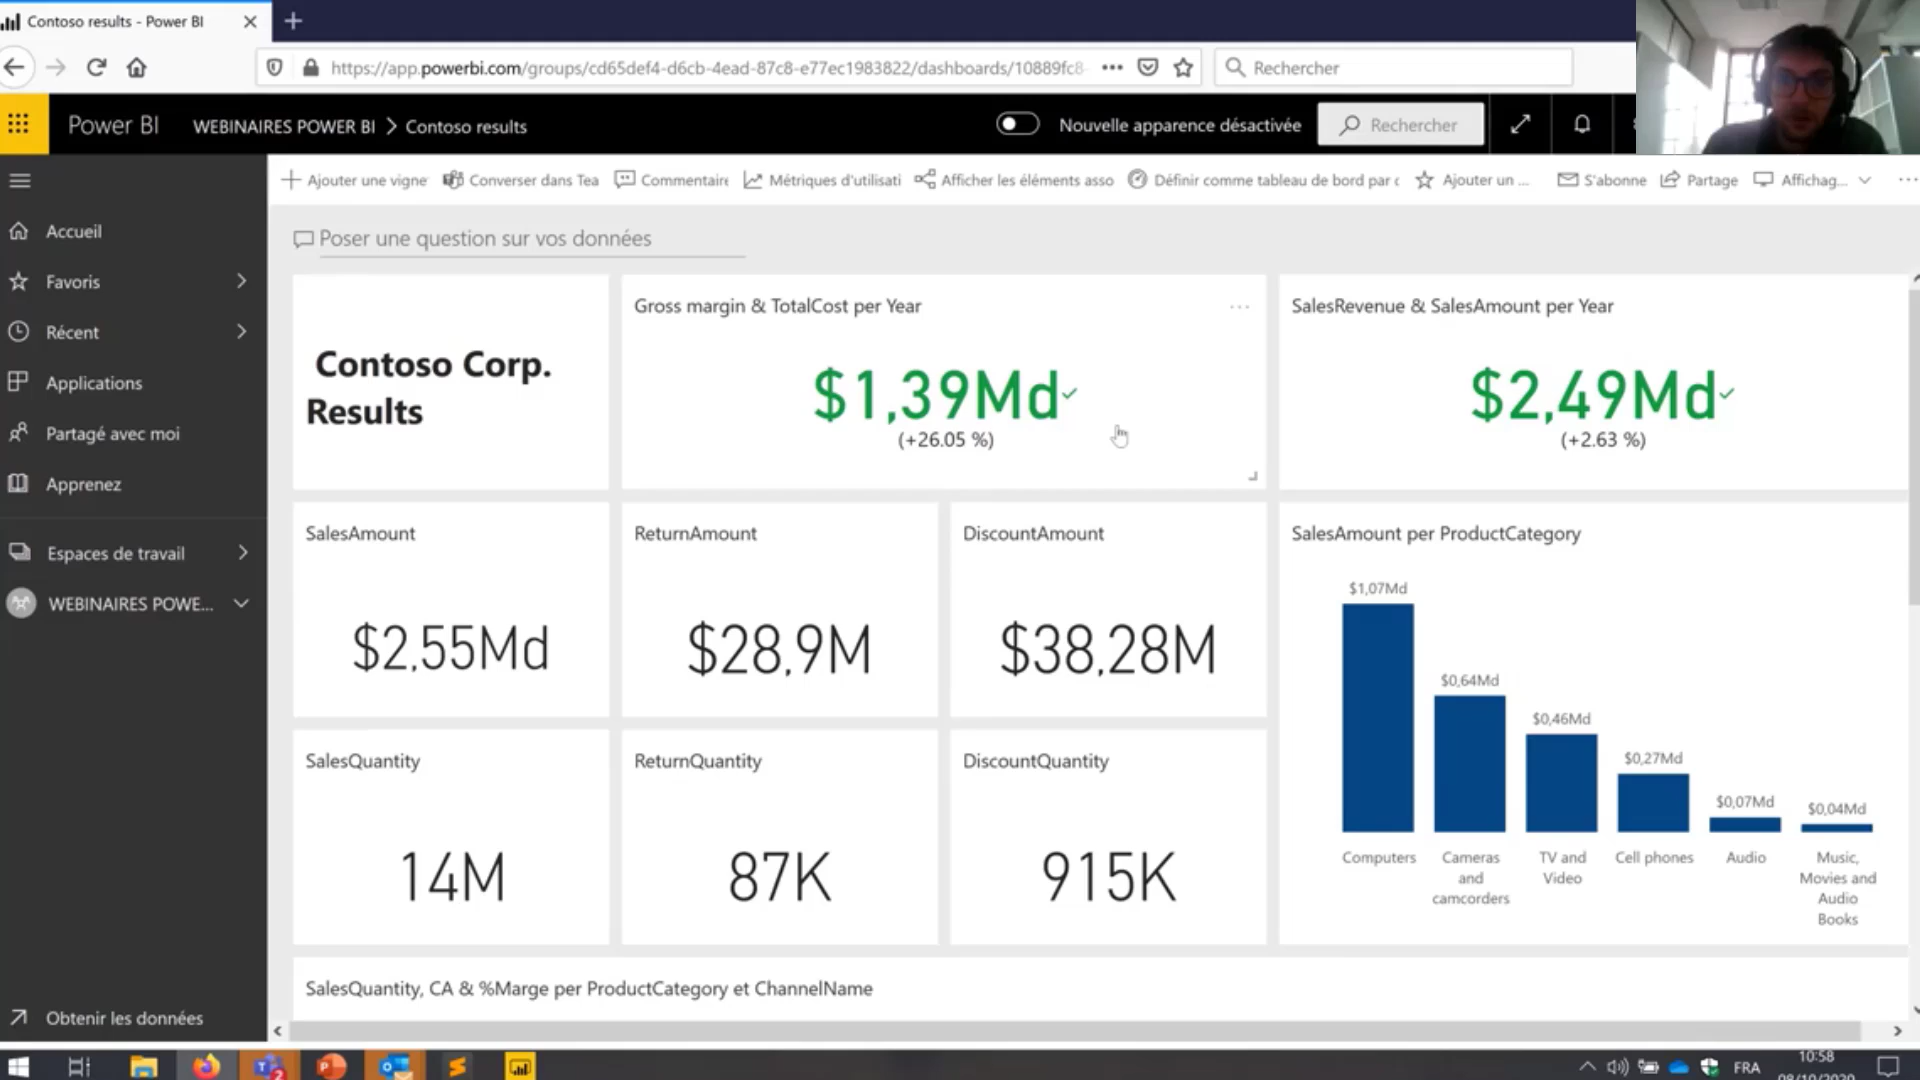 Contoso results - Power BI
https://app.powerbi.com/groups/cd65def4-d6cb-4ead-87c8-e77ec1983822/dashboards/10889fc8-
Rechercher
Power BI
WEBINAIRES POWER BI > Contoso results
Nouvelle apparence désactivée
Rechercher
Ajouter une vigne
Converser dans Tea
Commentaire
Métriques d'utilisati
Afficher les éléments asso
Définir comme tableau de bord par c
Ajouter un ...
S'abonne
Partage
Affichag...
Accueil
Favoris
Récent
Applications
Partagé avec moi
Apprenez
Espaces de travail
WEBINAIRES POWE...
Obtenir les données
Poser une question sur vos données
Contoso Corp.
Results
Gross margin & TotalCost per Year
$1,39Md
(+26.05 %)
SalesRevenue & SalesAmount per Year
$2,49Md
(+2.63 %)
SalesAmount
$2,55Md
ReturnAmount
$28,9M
DiscountAmount
$38,28M
SalesAmount per ProductCategory
$1,07Md
$0,64Md
$0,46Md
$0,27Md
$0,07Md
$0,04Md
Computers
Cameras
and
camcorders
TV and
Video
Cell phones
Audio
Music,
Movies and
Audio
Books
SalesQuantity
14M
ReturnQuantity
87K
DiscountQuantity
915K
SalesQuantity, CA & %Marge per ProductCategory et ChannelName
FRA
10:58